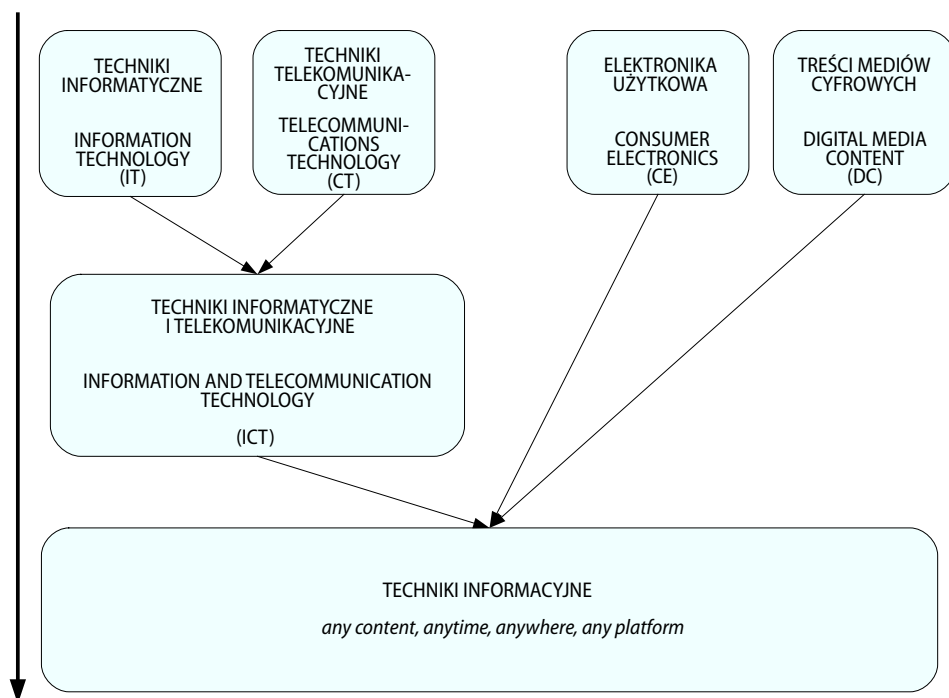 TECHNIKI
INFORMATYCZNE
INFORMATION
TECHNOLOGY
(IT)
TECHNIKI
TELEKOMUNIKA-
CYJNE
TELECOMMUNI-
CATIONS
TECHNOLOGY
(CT)
ELEKTRONIKA
UŻYTKOWA
CONSUMER
ELECTRONICS
(CE)
TREŚCI MEDIÓW
CYFROWYCH
DIGITAL MEDIA
CONTENT
(DC)
TECHNIKI INFORMATYCZNE
I TELEKOMUNIKACYJNE
INFORMATION AND TELECOMMUNICATION
TECHNOLOGY
(ICT)
TECHNIKI INFORMACYJNE
any content, anytime, anywhere, any platform